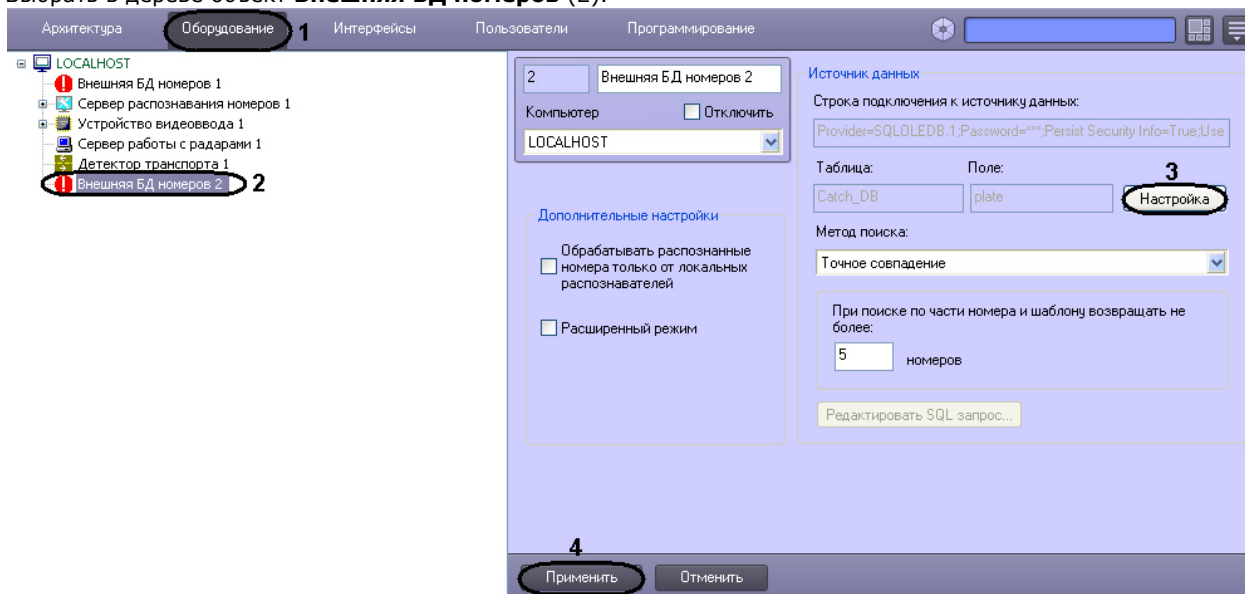 Выбрать в дереве объект Внешняя БД номеров (2).
Архитектура Оборудование 1 Интерфейсы Пользователи Программирование
LOCALHOST
Внешняя БД номеров 1
Сервер распознавания номеров 1
Устройство видеоввода 1
Сервер работы с радарами 1
Детектор транспорта 1
Внешняя БД номеров 2 2
2 Внешняя БД номеров 2
Компьютер Отключить
LOCALHOST
Дополнительные настройки
Обрабатывать распознанные
номера только от локальных
распознавателей
Расширенный режим
Источник данных
Строка подключения к источнику данных:
Provider=SQLOLEDB.1;Password=***;Persist Security Info=True;Use
Таблица: Поле: 3
Catch_DB plate Настройка
Метод поиска:
Точное совпадение
При поиске по части номера и шаблону возвращать не
более:
5 номеров
Редактировать SQL запрос...
4
Применить Отменить